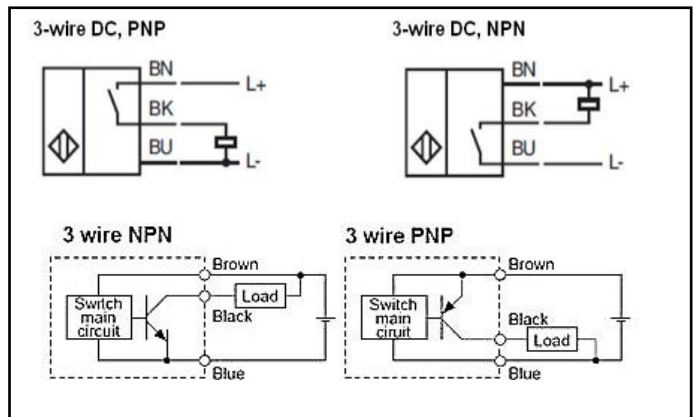 3-wire DC, PNP
BN
L+
BK
BU
L-
3-wire DC, NPN
BN
L+
BK
BU
L-
3 wire NPN
Brown
Switch
main
circuit
Load
Black
Blue
3 wire PNP
Brown
Switch
main
ciruit
Black
Load
Blue